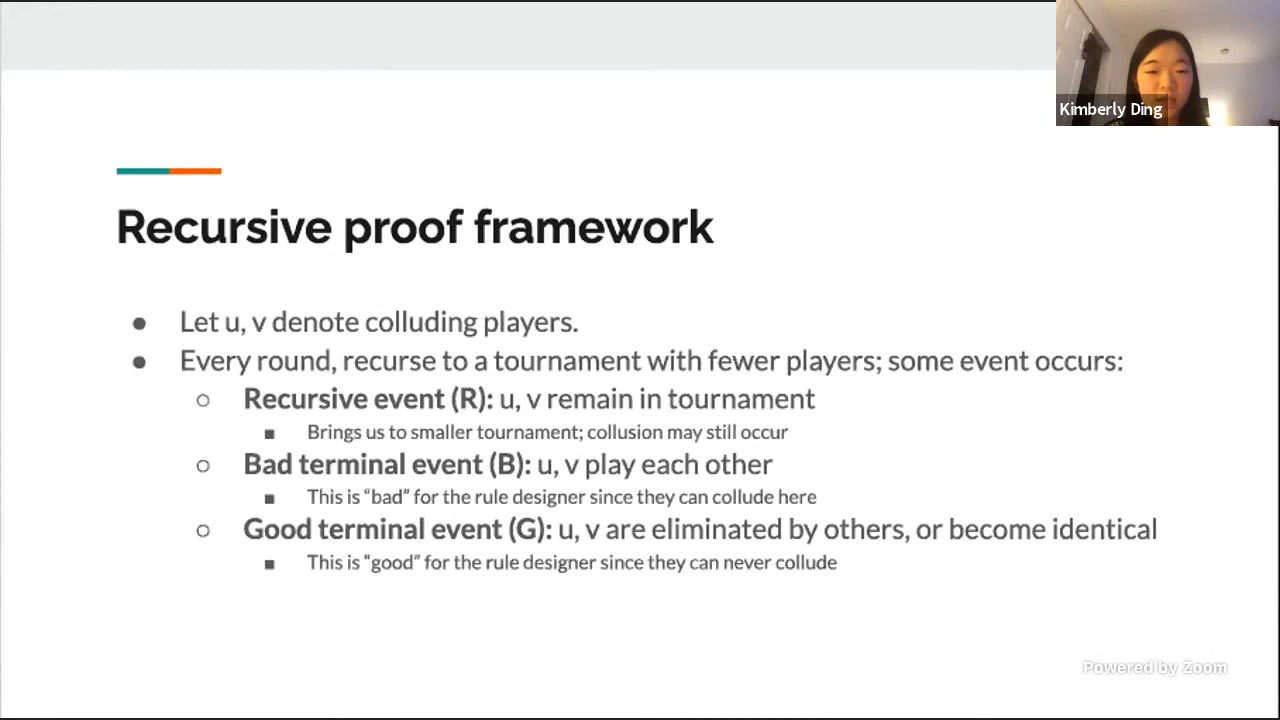 Kimberly Ding
Recursive proof framework
● Let u, v denote colluding players.
● Every round, recurse to a tournament with fewer players; some event occurs:
○ Recursive event (R): u, v remain in tournament
■ Brings us to smaller tournament; collusion may still occur
○ Bad terminal event (B): u, v play each other
■ This is “bad” for the rule designer since they can collude here
○ Good terminal event (G): u, v are eliminated by others, or become identical
■ This is “good” for the rule designer since they can never collude
Powered by Zoom